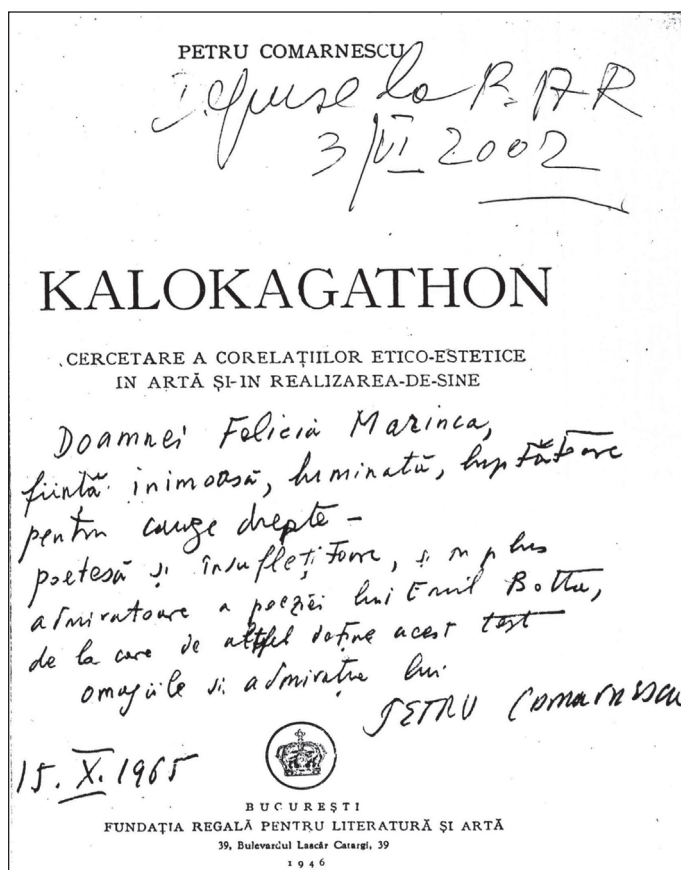 PETRU COMARNESCU
Depuse la B.A.R
3/VI 2002
KALOKAGATHON
CERCETARE A CORELAȚIILOR ETICO-ESTETICE
IN ARTĂ ȘI-IN REALIZAREA-DE-SINE
Doamnei Felicia Marinca,
ființă inimoasă, luminată, luptătoare
pentru cauze drepte –
poetesă și însuflețitoare, și în plus
admiratoare a poeziei lui Emil Botta,
de la care de altfel deține acest text
omagiile și admirație lui
PETRU Comarnescu
15. X. 1965
BUCUREȘTI
FUNDAȚIA REGALĂ PENTRU LITERATURĂ ȘI ARTĂ
39, Bulevardul Lascăr Catargi, 39
1946